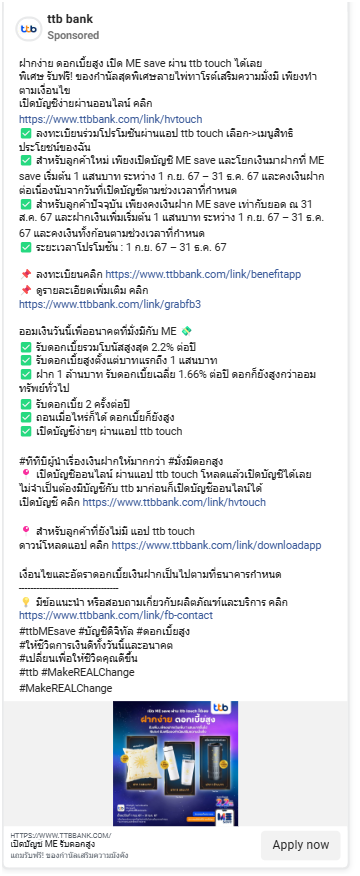 ttb bank
Sponsored
ฝากง่าย ดอกเบี้ยสูง เปิด ME save ผ่าน ttb touch ได้เลย
พิเศษ รับฟรี! ของกำนัลสุดพิเศษลายไพ่ทาโรต์เสริมความมั่งมี เพียงทำ
ตามเงื่อนไข
เปิดบัญชีง่ายผ่านออนไลน์ คลิก
https://www.ttbbank.com/link/hvtouch
✅ ลงทะเบียนร่วมโปรโมชันผ่านแอป ttb touch เลือก->เมนูสิทธิ
ประโยชน์ของฉัน
✅ สำหรับลูกค้าใหม่ เพียงเปิดบัญชี ME save และโยกเงินมาฝากที่ ME
save เริ่มต้น 1 แสนบาท ระหว่าง 1 ก.ย. 67 – 31 ธ.ค. 67 และคงเงินฝาก
ต่อเนื่องนับจากวันที่เปิดบัญชีตามช่วงเวลาที่กำหนด
✅ สำหรับลูกค้าปัจจุบัน เพียงคงเงินฝาก ME save เท่ากับยอด ณ 31
ส.ค. 67 และฝากเงินเพิ่มเริ่มต้น 1 แสนบาท ระหว่าง 1 ก.ย. 67 – 31 ธ.ค.
67 และคงเงินทั้งก้อนตามช่วงเวลาที่กำหนด
✅ ระยะเวลาโปรโมชัน : 1 ก.ย. 67 – 31 ธ.ค. 67
📌 ลงทะเบียนคลิก https://www.ttbbank.com/link/benefitapp
📌 ดูรายละเอียดเพิ่มเติม คลิก
https://www.ttbbank.com/link/grabfb3
ออมเงินวันนี้เพื่ออนาคตที่มั่งมีกับ ME 💸
✅ รับดอกเบี้ยรวมโบนัสสูงสุด 2.2% ต่อปี
✅ รับดอกเบี้ยสูงตั้งแต่บาทแรกถึง 1 แสนบาท
✅ ฝาก 1 ล้านบาท รับดอกเบี้ยเฉลี่ย 1.66% ต่อปี ดอกก็ยังสูงกว่าออม
ทรัพย์ทั่วไป
✅ รับดอกเบี้ย 2 ครั้งต่อปี
✅ ถอนเมื่อไหร่ก็ได้ ดอกเบี้ยก็ยังสูง
✅ เปิดบัญชีง่ายๆ ผ่านแอป ttb touch
#ทีทีบีผู้นำเรื่องเงินฝากให้มากกว่า #มั่งมีดอกสูง
📍 เปิดบัญชีออนไลน์ ผ่านแอป ttb touch โหลดแล้วเปิดบัญชีได้เลย
ไม่จำเป็นต้องมีบัญชีกับ ttb มาก่อนก็เปิดบัญชีออนไลน์ได้
เปิดบัญชี คลิก https://www.ttbbank.com/link/hvtouch
📍 สำหรับลูกค้าที่ยังไม่มี แอป ttb touch
ดาวน์โหลดแอป คลิก https://www.ttbbank.com/link/downloadapp
เงื่อนไขและอัตราดอกเบี้ยเงินฝากเป็นไปตามที่ธนาคารกำหนด
----------------------------------
💡 มีข้อแนะนำ หรือสอบถามเกี่ยวกับผลิตภัณฑ์และบริการ คลิก
https://www.ttbbank.com/link/fb-contact
#ttbMEsave #บัญชีดิจิทัล #ดอกเบี้ยสูง
#ให้ชีวิตการเงินดีทั้งวันนี้และอนาคต
#เปลี่ยนเพื่อให้ชีวิตคุณดีขึ้น
#ttb #MakeREALChange
#MakeREALChange
เปิด ME save ผ่าน ttb touch ได้เลย
ฝากง่าย ดอกเบี้ยสูง
ttb
ME
HTTPS://WWW.TTBBANK.COM/
เปิดบัญชี ME รับดอกสูง
แถมรับฟรี! ของกำนัลเสริมความมั่งคั่ง
Apply now